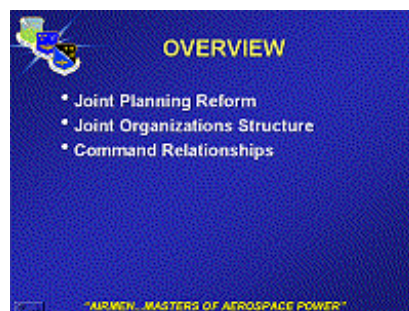 OVERVIEW
• Joint Planning Reform
• Joint Organizations Structure
• Command Relationships
"AIRMEN...MASTERS OF AEROSPACE POWER"